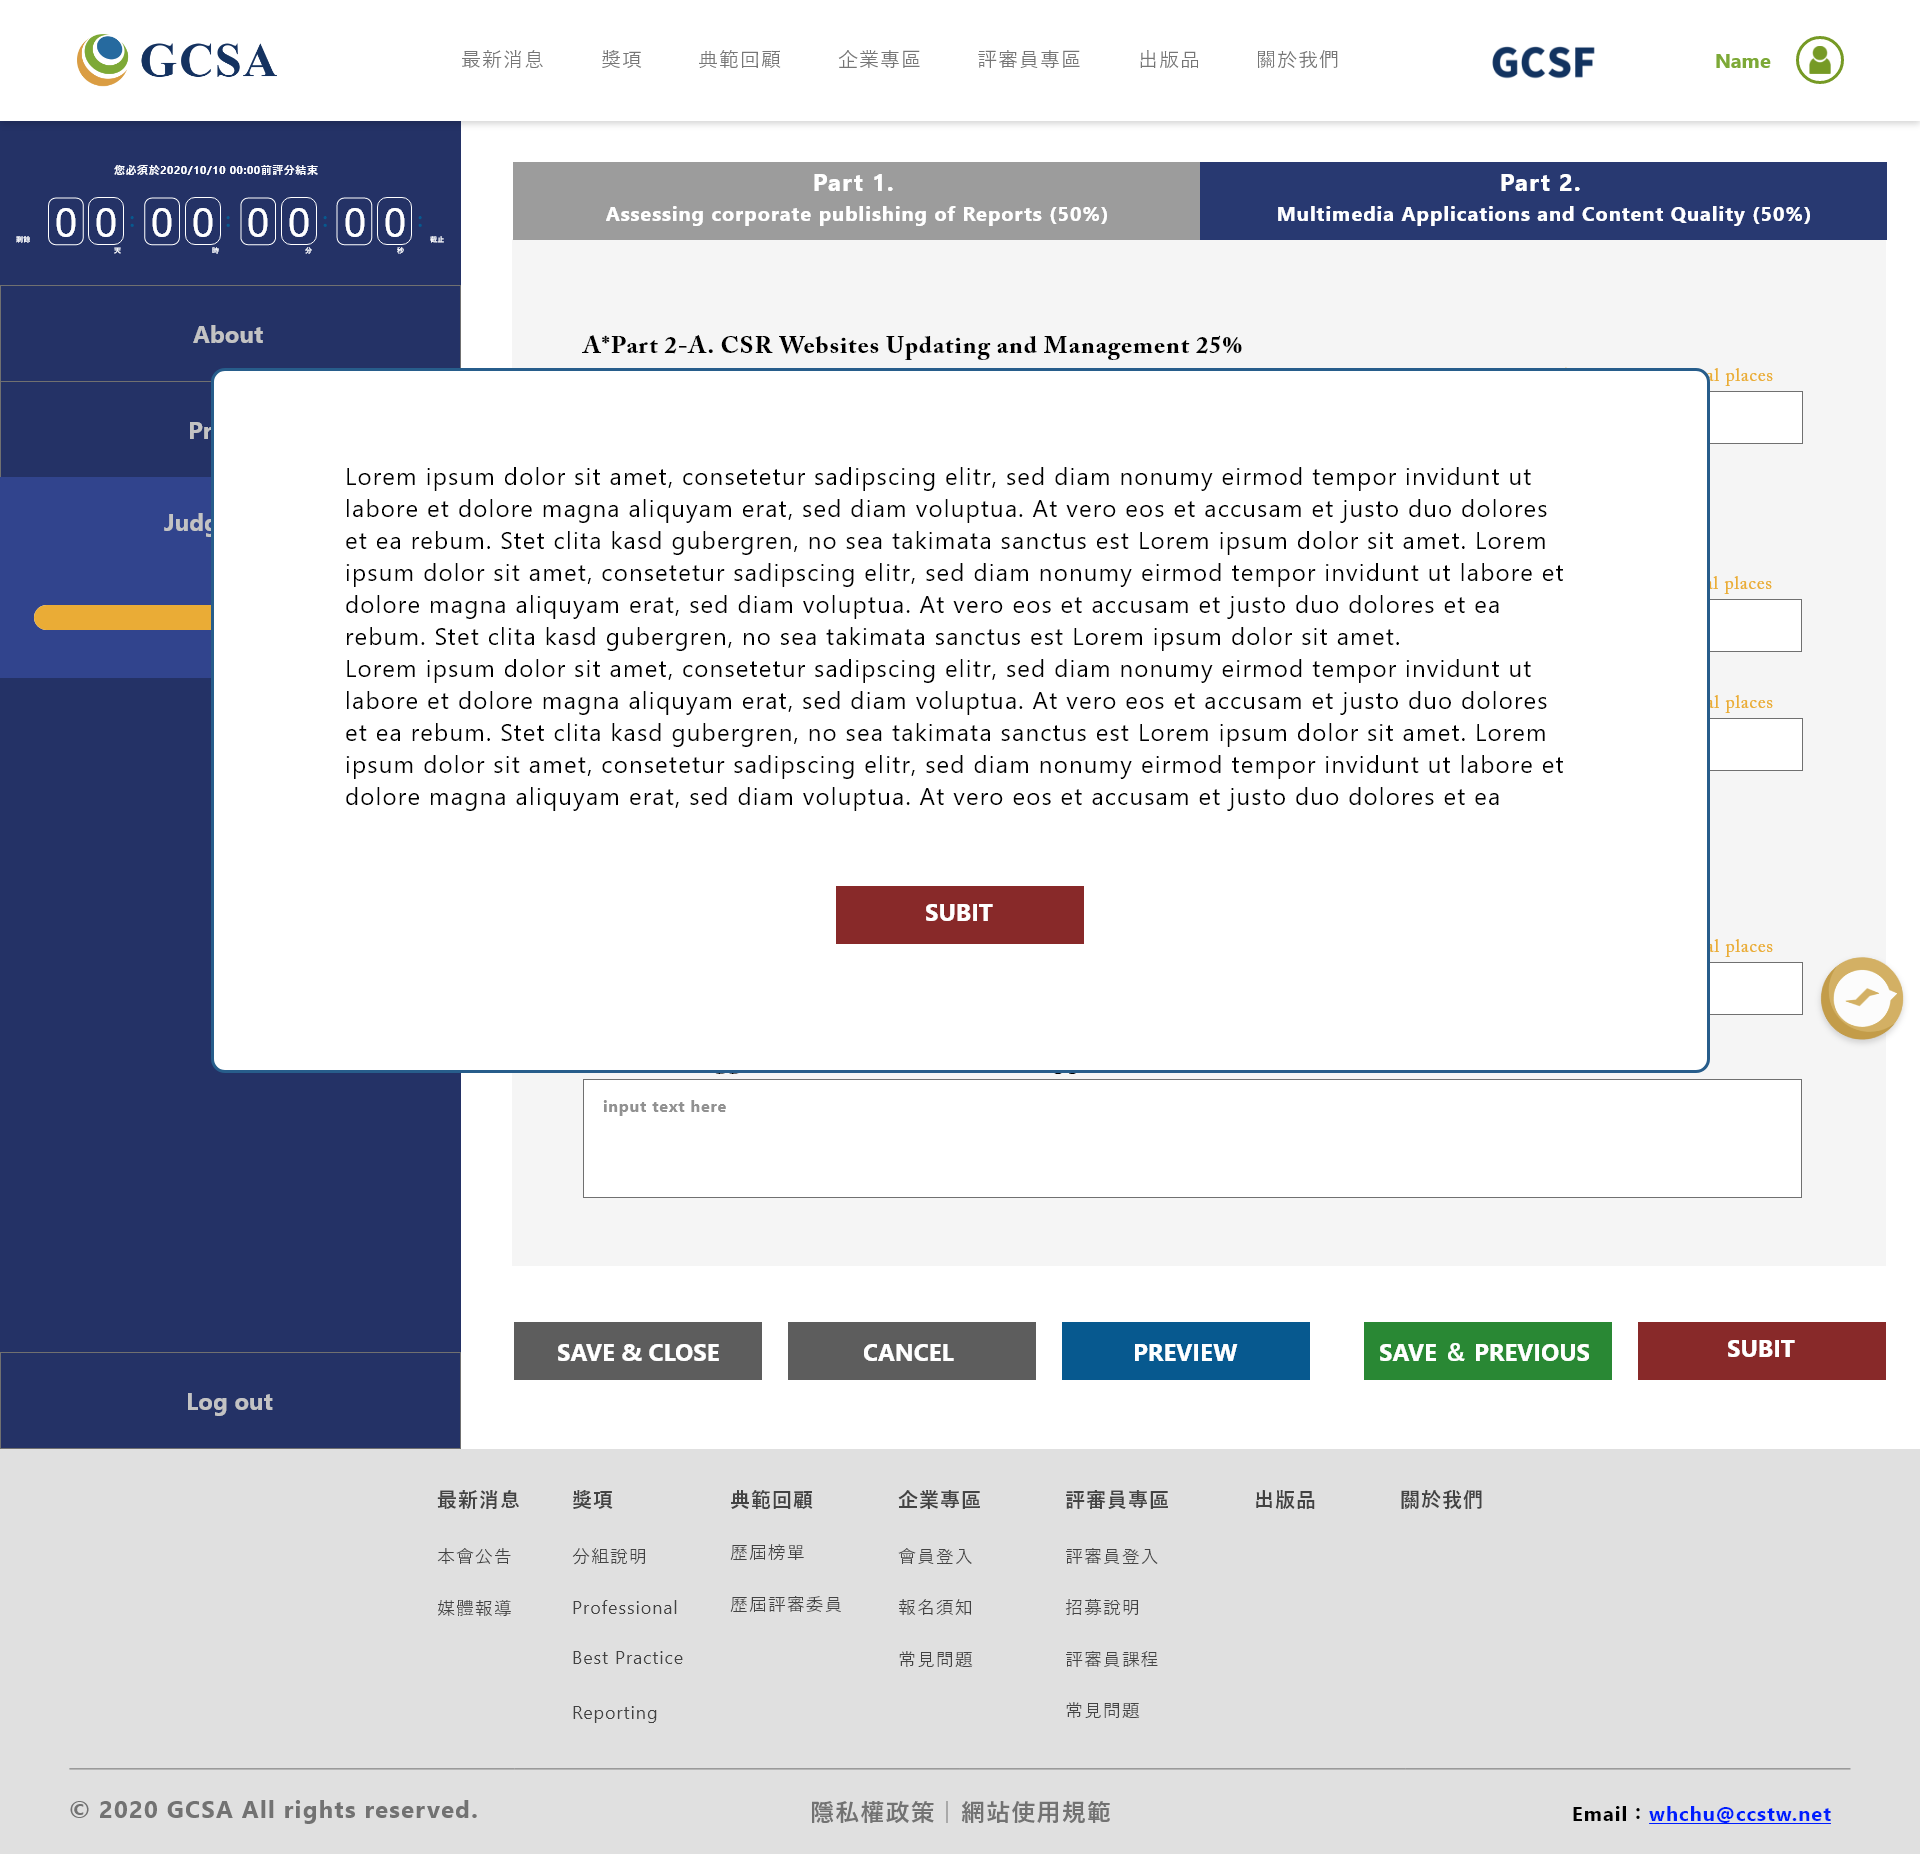 GCSA
最新消息 獎項 典範回顧 企業專區 評審員專區 出版品 關於我們
GCSF
Name
您必須於2020/10/10 00:00前評分結束
剩餘 00 : 00 : 00 : 00 : 截止
天 時 分 秒
About
Judg
Log out
Part 1.
Assessing corporate publishing of Reports (50%)
Part 2.
Multimedia Applications and Content Quality (50%)
A*Part 2-A. CSR Websites Updating and Management 25%
places
places
places
places
Lorem ipsum dolor sit amet, consetetur sadipscing elitr, sed diam nonumy eirmod tempor invidunt ut
labore et dolore magna aliquyam erat, sed diam voluptua. At vero eos et accusam et justo duo dolores
et ea rebum. Stet clita kasd gubergren, no sea takimata sanctus est Lorem ipsum dolor sit amet. Lorem
ipsum dolor sit amet, consetetur sadipscing elitr, sed diam nonumy eirmod tempor invidunt ut labore et
dolore magna aliquyam erat, sed diam voluptua. At vero eos et accusam et justo duo dolores et ea
rebum. Stet clita kasd gubergren, no sea takimata sanctus est Lorem ipsum dolor sit amet.
Lorem ipsum dolor sit amet, consetetur sadipscing elitr, sed diam nonumy eirmod tempor invidunt ut
labore et dolore magna aliquyam erat, sed diam voluptua. At vero eos et accusam et justo duo dolores
et ea rebum. Stet clita kasd gubergren, no sea takimata sanctus est Lorem ipsum dolor sit amet. Lorem
ipsum dolor sit amet, consetetur sadipscing elitr, sed diam nonumy eirmod tempor invidunt ut labore et
dolore magna aliquyam erat, sed diam voluptua. At vero eos et accusam et justo duo dolores et ea
SUBIT
input text here
SAVE & CLOSE CANCEL PREVIEW SAVE & PREVIOUS SUBIT
最新消息
本會公告
媒體報導
獎項
分組說明
Professional
Best Practice
Reporting
典範回顧
歷屆榜單
歷屆評審委員
企業專區
會員登入
報名須知
常見問題
評審員專區
評審員登入
招募說明
評審員課程
常見問題
出版品
關於我們
© 2020 GCSA All rights reserved.
隱私權政策｜網站使用規範
Email：whchu@ccstw.net